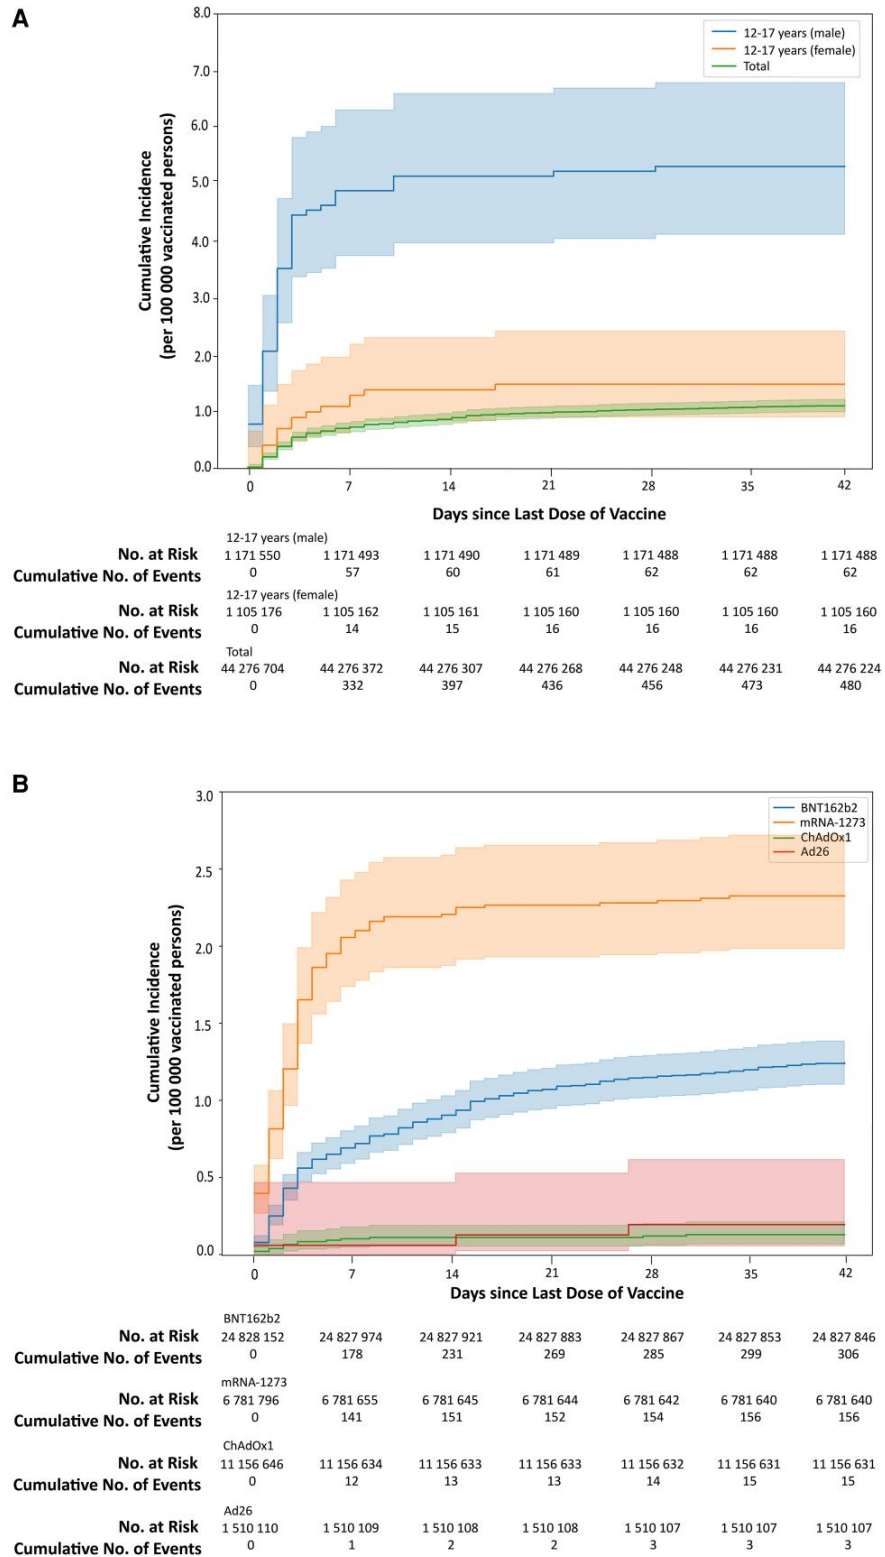 A
8.0
7.0
6.0
5.0
4.0
3.0
2.0
1.0
0.0
Cumulative Incidence
(per 100 000 vaccinated persons)
12-17 years (male)
12-17 years (female)
Total
0 7 14 21 28 35 42
Days since Last Dose of Vaccine
12-17 years (male)
No. at Risk 1 171 550 1 171 493 1 171 490 1 171 489 1 171 488 1 171 488 1 171 488
Cumulative No. of Events 0 57 60 61 62 62 62
12-17 years (female)
No. at Risk 1 105 176 1 105 162 1 105 161 1 105 160 1 105 160 1 105 160 1 105 160
Cumulative No. of Events 0 14 15 16 16 16 16
Total
No. at Risk 44 276 704 44 276 372 44 276 307 44 276 268 44 276 248 44 276 231 44 276 224
Cumulative No. of Events 0 332 397 436 456 473 480
B
3.0
2.5
2.0
1.5
1.0
0.5
0.0
Cumulative Incidence
(per 100 000 vaccinated persons)
BNT162b2
mRNA-1273
ChAdOx1
Ad26
0 7 14 21 28 35 42
Days since Last Dose of Vaccine
BNT162b2
No. at Risk 24 828 152 24 827 974 24 827 921 24 827 883 24 827 867 24 827 853 24 827 846
Cumulative No. of Events 0 178 231 269 285 299 306
mRNA-1273
No. at Risk 6 781 796 6 781 655 6 781 645 6 781 644 6 781 642 6 781 640 6 781 640
Cumulative No. of Events 0 141 151 152 154 156 156
ChAdOx1
No. at Risk 11 156 646 11 156 634 11 156 633 11 156 633 11 156 632 11 156 631 11 156 631
Cumulative No. of Events 0 12 13 13 14 15 15
Ad26
No. at Risk 1 510 110 1 510 109 1 510 108 1 510 108 1 510 107 1 510 107 1 510 107
Cumulative No. of Events 0 1 2 2 3 3 3